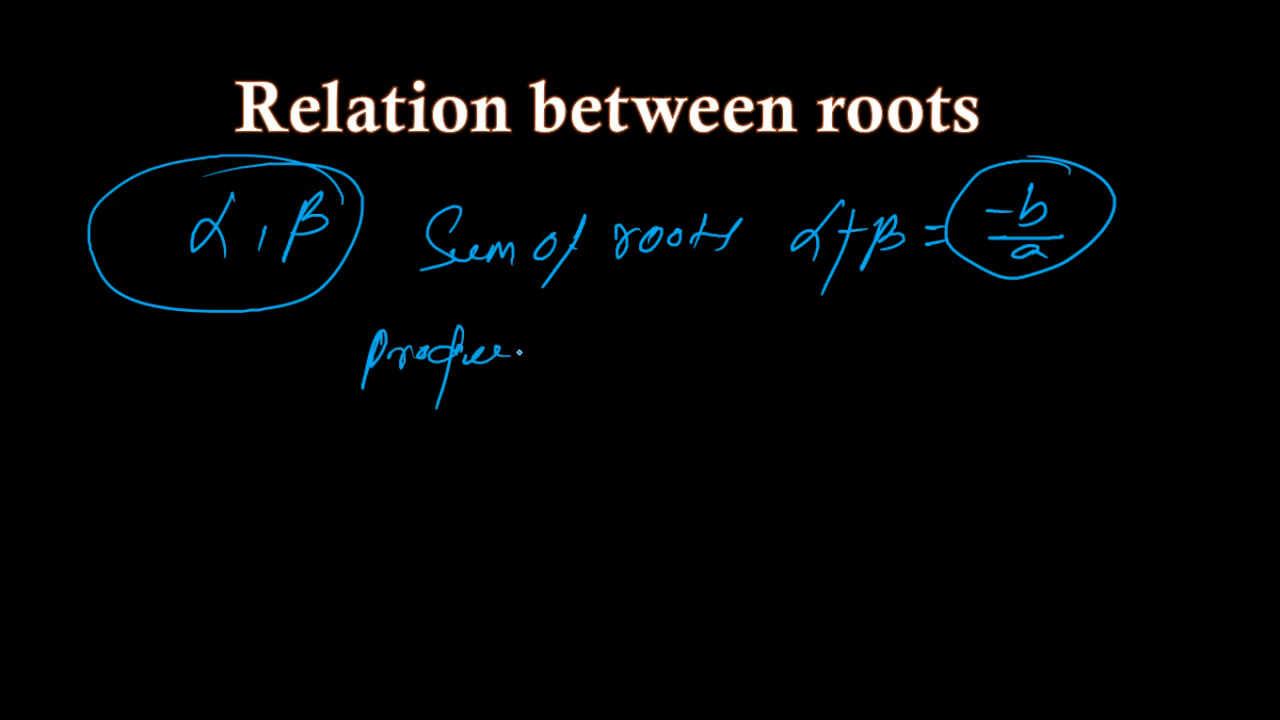 Relation between roots
α, β Sum of roots α+β = -b/a
produc